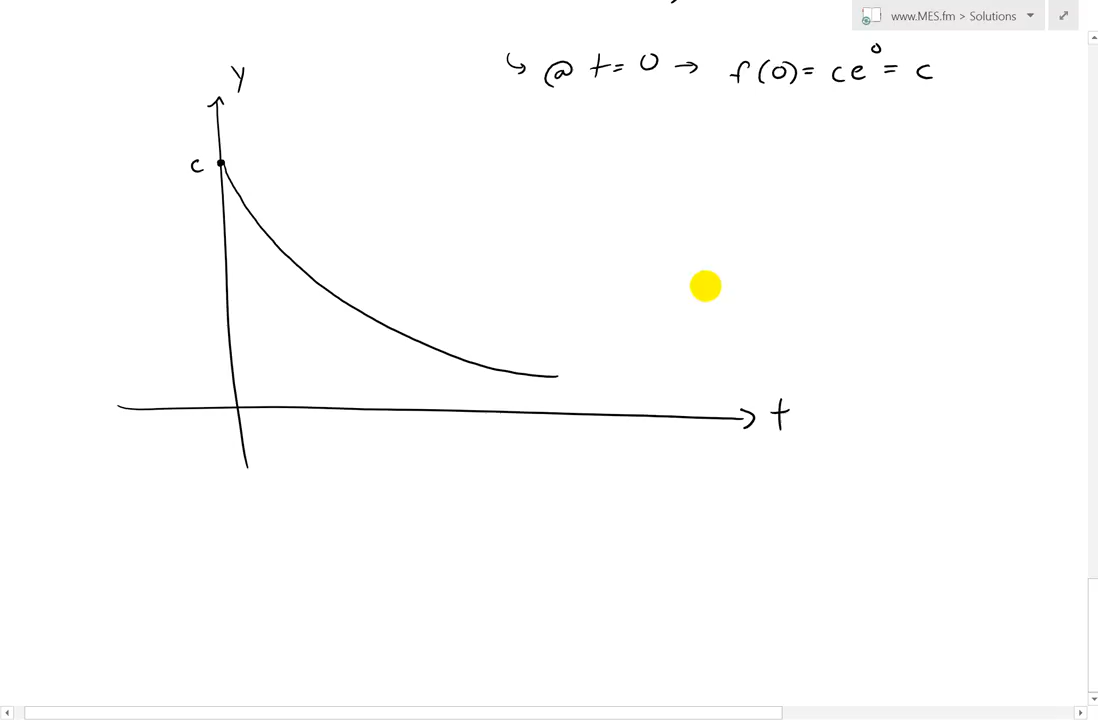 www.MES.fm > Solutions
↳ @ t = 0 → f(0) = ce⁰ = c
y
c
t